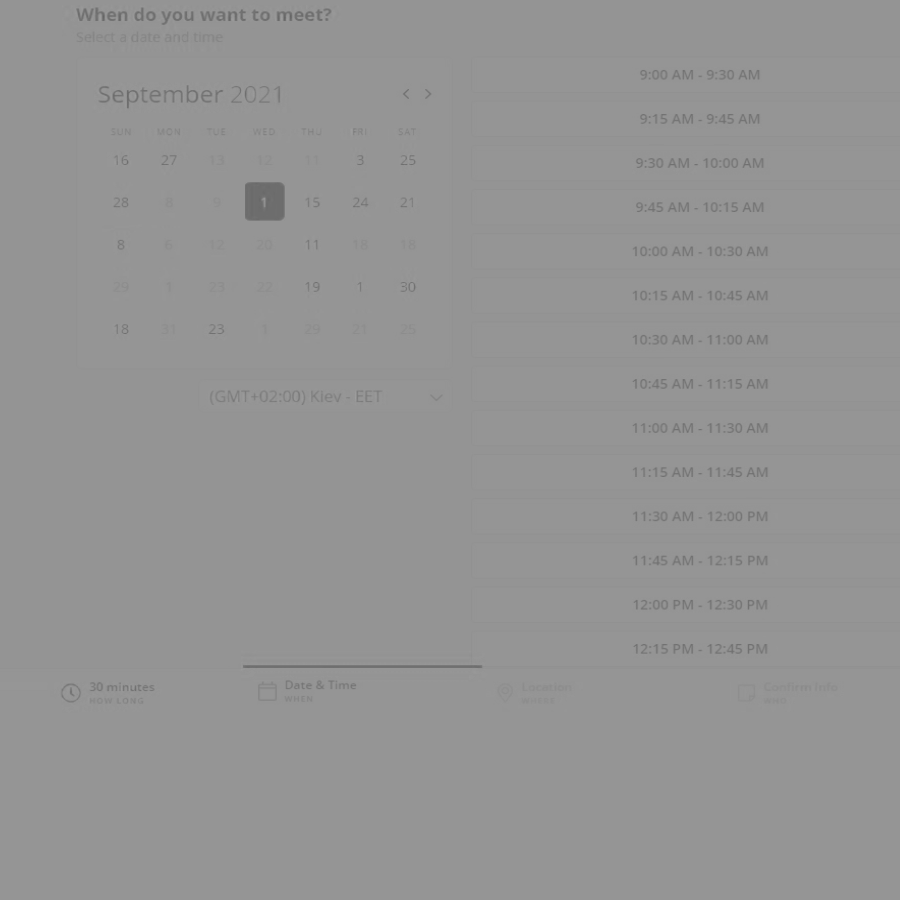 When do you want to meet?
Select a date and time
September 2021
SUN MON TUE WED THU FRI SAT
16 27 13 12 11 3 25
28 8 9 1 15 24 21
8 6 12 20 11 18 18
29 1 23 22 19 1 30
18 31 23 1 29 21 25
(GMT+02:00) Kiev - EET
9:00 AM - 9:30 AM
9:15 AM - 9:45 AM
9:30 AM - 10:00 AM
9:45 AM - 10:15 AM
10:00 AM - 10:30 AM
10:15 AM - 10:45 AM
10:30 AM - 11:00 AM
10:45 AM - 11:15 AM
11:00 AM - 11:30 AM
11:15 AM - 11:45 AM
11:30 AM - 12:00 PM
11:45 AM - 12:15 PM
12:00 PM - 12:30 PM
12:15 PM - 12:45 PM
30 minutes
HOW LONG
Date & Time
WHEN
Location
WHERE
Confirm Info
WHO